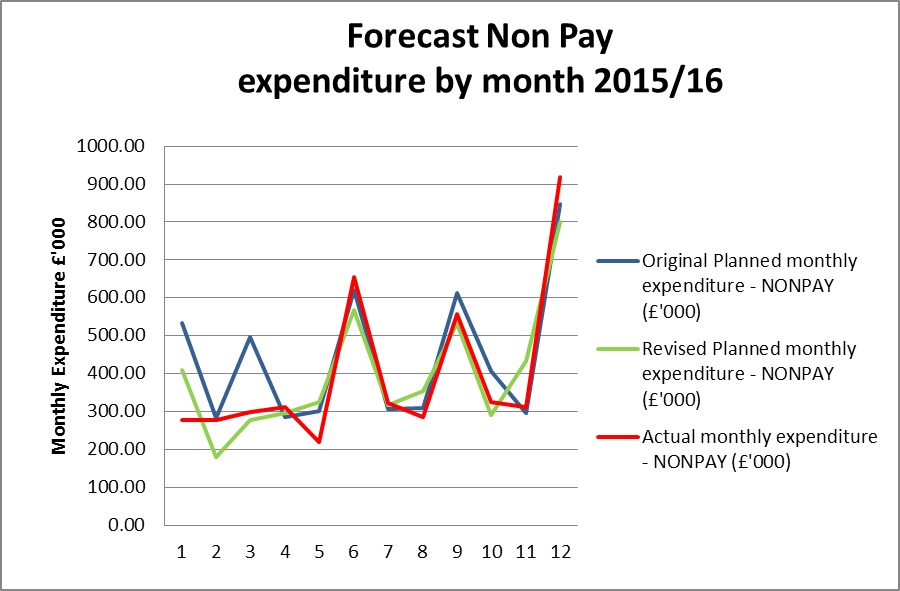 Forecast Non Pay
expenditure by month 2015/16
1000.00
900.00
800.00
700.00
600.00
500.00
400.00
300.00
200.00
100.00
0.00
Monthly Expenditure £'000
1 2 3 4 5 6 7 8 9 10 11 12
Original Planned monthly
expenditure - NONPAY
(£'000)
Revised Planned monthly
expenditure - NONPAY
(£'000)
Actual monthly expenditure
- NONPAY (£'000)